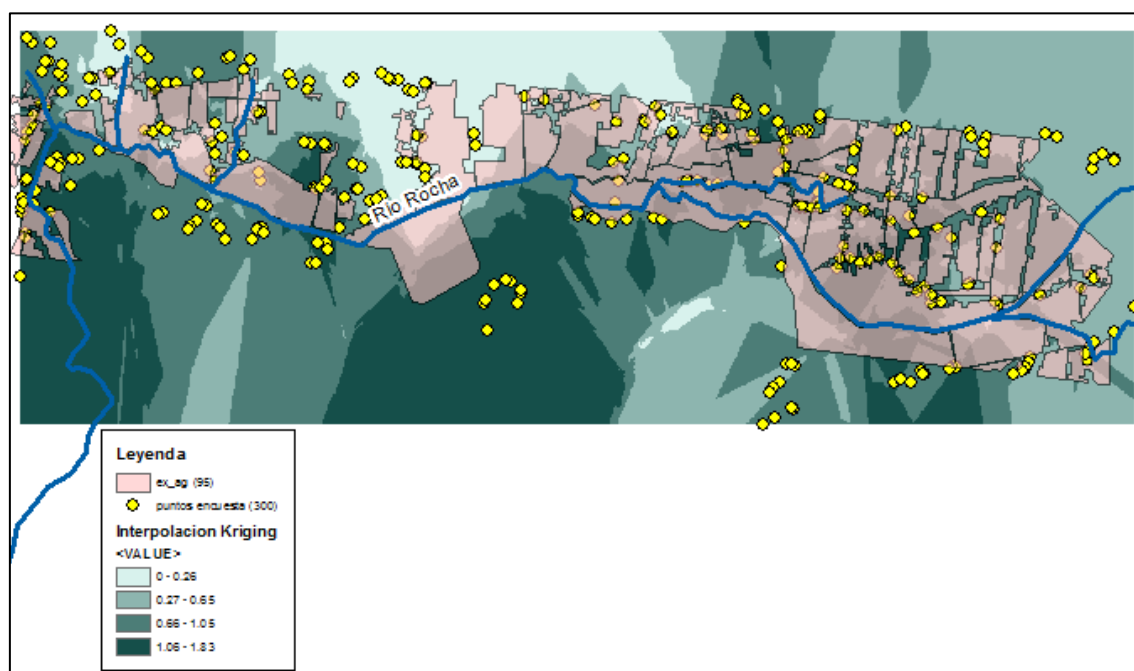 Río Rocha
Leyenda
ex_ag (95)
puntos encuesta (300)
Interpolacion Kriging
<VALUE>
0 - 0.26
0.27 - 0.65
0.66 - 1.05
1.06 - 1.83